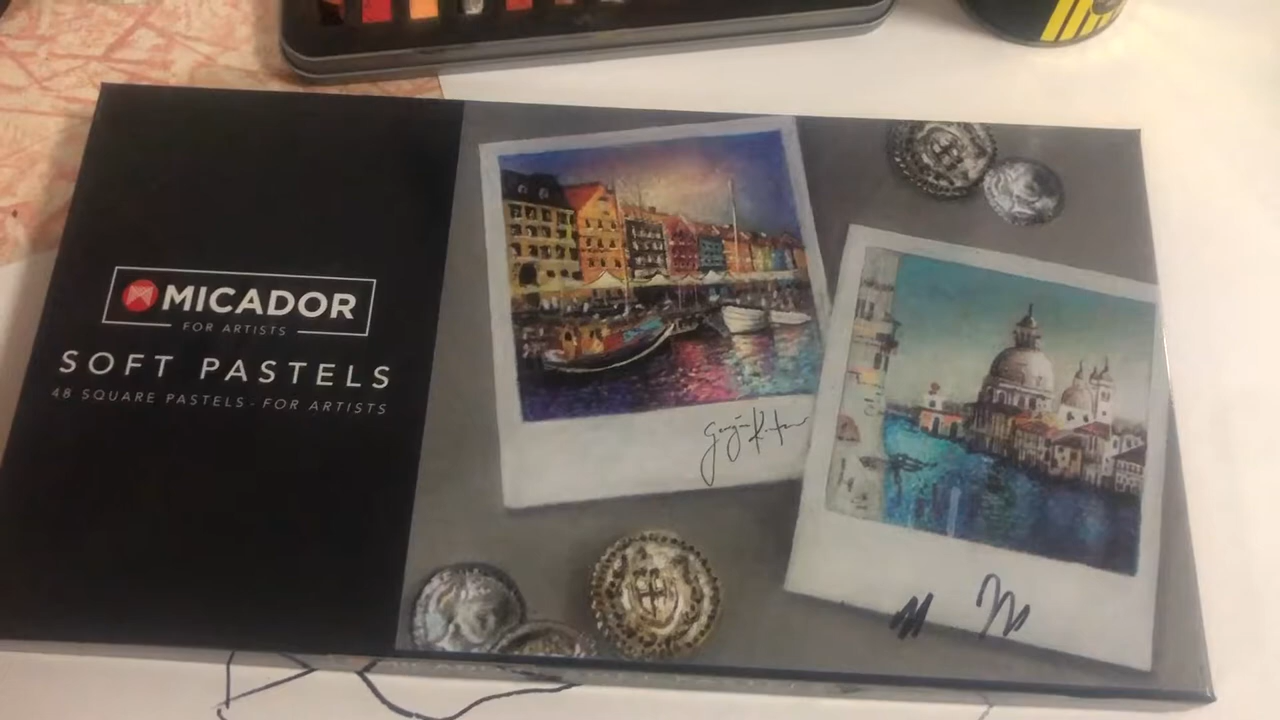 MICADOR
FOR ARTISTS
SOFT PASTELS
48 SQUARE PASTELS - FOR ARTISTS